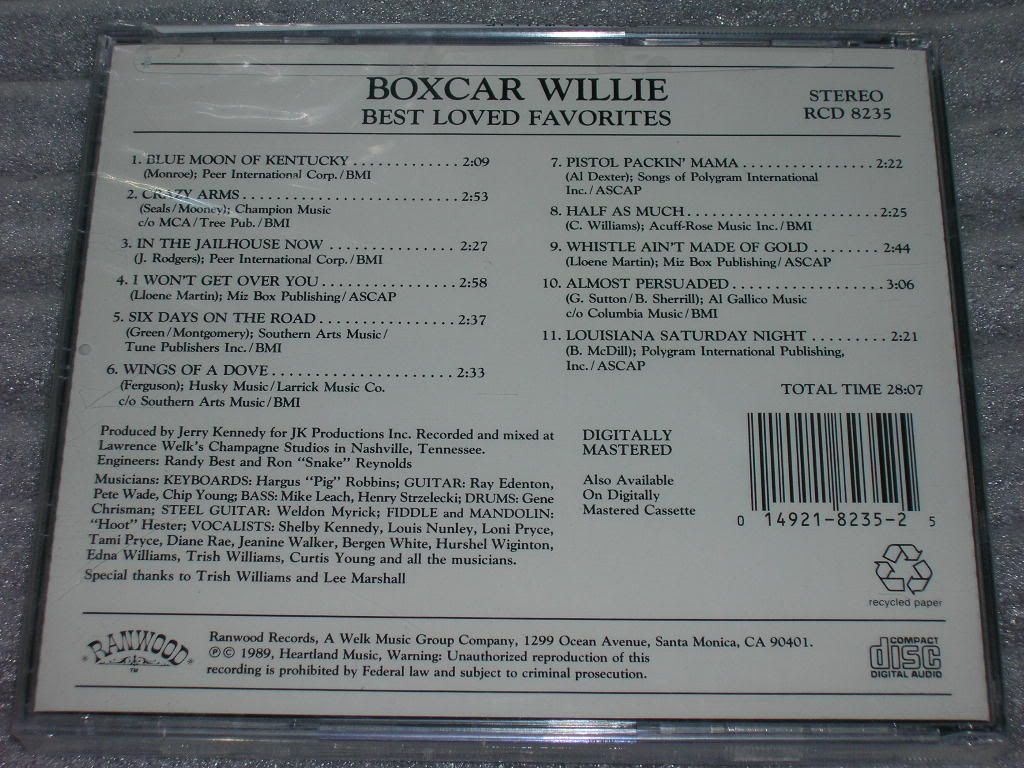 BOXCAR WILLIE
BEST LOVED FAVORITES
STEREO
RCD 8235
1. BLUE MOON OF KENTUCKY . . . . . . . . . . . . . 2:09
(Monroe); Peer International Corp./BMI
2. CRAZY ARMS . . . . . . . . . . . . . . . . . . . . . . . . . . 2:53
(Seals/Mooney); Champion Music
c/o MCA/Tree Pub./BMI
3. IN THE JAILHOUSE NOW . . . . . . . . . . . . . . . 2:27
(J. Rodgers); Peer International Corp./BMI
4. I WON'T GET OVER YOU . . . . . . . . . . . . . . . . 2:58
(Lloene Martin); Miz Box Publishing/ASCAP
5. SIX DAYS ON THE ROAD . . . . . . . . . . . . . . . . 2:37
(Green/Montgomery); Southern Arts Music/
Tune Publishers Inc./BMI
6. WINGS OF A DOVE . . . . . . . . . . . . . . . . . . . . . 2:33
(Ferguson); Husky Music/Larrick Music Co.
c/o Southern Arts Music/BMI
7. PISTOL PACKIN' MAMA . . . . . . . . . . . . . . . 2:22
(Al Dexter); Songs of Polygram International
Inc./ASCAP
8. HALF AS MUCH . . . . . . . . . . . . . . . . . . . . . . 2:25
(C. Williams); Acuff-Rose Music Inc./BMI
9. WHISTLE AIN'T MADE OF GOLD . . . . . . . . 2:44
(Lloene Martin); Miz Box Publishing/ASCAP
10. ALMOST PERSUADED . . . . . . . . . . . . . . . . . 3:06
(G. Sutton/B. Sherrill); Al Gallico Music
c/o Columbia Music/BMI
11. LOUISIANA SATURDAY NIGHT . . . . . . . . . 2:21
(B. McDill); Polygram International Publishing,
Inc./ASCAP
TOTAL TIME 28:07
Produced by Jerry Kennedy for JK Productions Inc. Recorded and mixed at
Lawrence Welk's Champagne Studios in Nashville, Tennessee.
Engineers: Randy Best and Ron "Snake" Reynolds
Musicians: KEYBOARDS: Hargus "Pig" Robbins; GUITAR: Ray Edenton,
Pete Wade, Chip Young; BASS: Mike Leach, Henry Strzelecki; DRUMS: Gene
Chrisman; STEEL GUITAR: Weldon Myrick; FIDDLE and MANDOLIN:
"Hoot" Hester; VOCALISTS: Shelby Kennedy, Louis Nunley, Loni Pryce,
Tami Pryce, Diane Rae, Jeanine Walker, Bergen White, Hurshel Wiginton,
Edna Williams, Trish Williams, Curtis Young and all the musicians.
Special thanks to Trish Williams and Lee Marshall
DIGITALLY
MASTERED
Also Available
On Digitally
Mastered Cassette
0 14921-8235-2 5
recycled paper
RANWOOD
TM
Ranwood Records, A Welk Music Group Company, 1299 Ocean Avenue, Santa Monica, CA 90401.
℗ © 1989, Heartland Music, Warning: Unauthorized reproduction of this
recording is prohibited by Federal law and subject to criminal prosecution.
COMPACT
disc
DIGITAL AUDIO